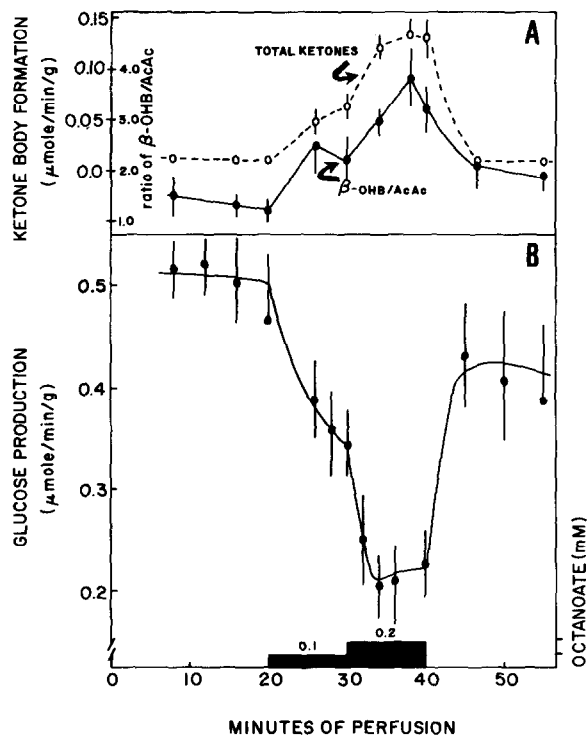 A
KETONE BODY FORMATION
(μmole/min/g)
ratio of β-OHB/AcAc
0.15
0.10
0.05
0.0
4.0
3.0
2.0
1.0
TOTAL KETONES
β-OHB/AcAc
B
GLUCOSE PRODUCTION
(μmole/min/g)
0.5
0.4
0.3
0.2
0.1
0.2
OCTANOATE (mM)
0 10 20 30 40 50
MINUTES OF PERFUSION